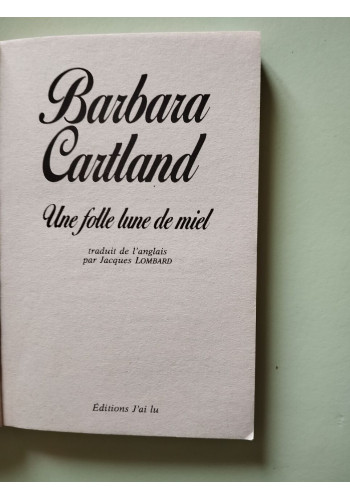 Barbara
Cartland
Une folle lune de miel
traduit de l'anglais
par Jacques LOMBARD
Éditions J'ai lu